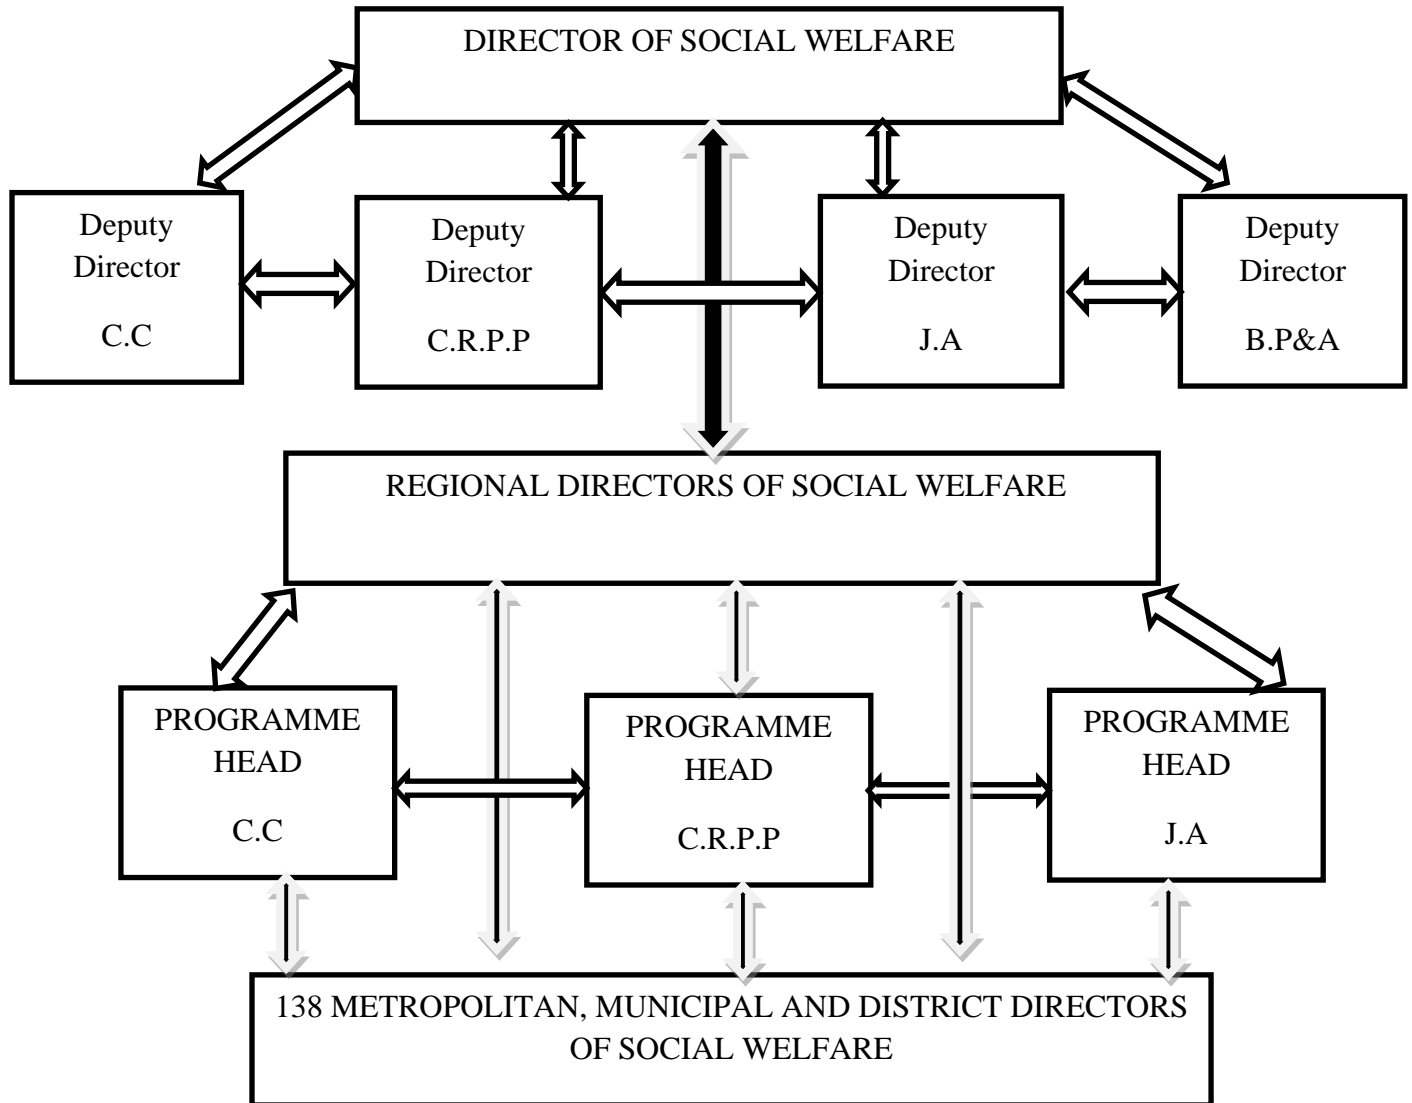 DIRECTOR OF SOCIAL WELFARE
Deputy
Director
C.C
Deputy
Director
C.R.P.P
Deputy
Director
J.A
Deputy
Director
B.P&A
REGIONAL DIRECTORS OF SOCIAL WELFARE
PROGRAMME
HEAD
C.C
PROGRAMME
HEAD
C.R.P.P
PROGRAMME
HEAD
J.A
138 METROPOLITAN, MUNICIPAL AND DISTRICT DIRECTORS
OF SOCIAL WELFARE